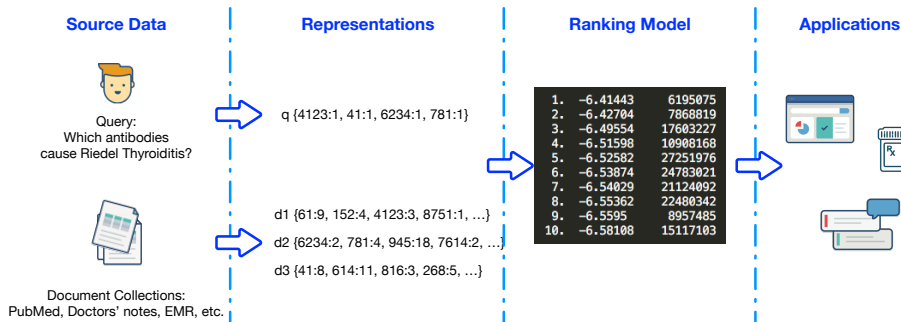 Source Data
Representations
Ranking Model
Applications
Query:
Which antibodies
cause Riedel Thyroiditis?
q {4123:1, 41:1, 6234:1, 781:1}
d1 {61:9, 152:4, 4123:3, 8751:1, ...}
d2 {6234:2, 781:4, 945:18, 7614:2, ...}
d3 {41:8, 614:11, 816:3, 268:5, ...}
Document Collections:
PubMed, Doctors' notes, EMR, etc.
1. -6.41443 6195075
2. -6.42704 7868819
3. -6.49554 17603227
4. -6.51598 10908168
5. -6.52582 27251976
6. -6.53874 24783021
7. -6.54029 21124092
8. -6.55362 22480342
9. -6.5595 8957485
10. -6.58108 15117103
Rx